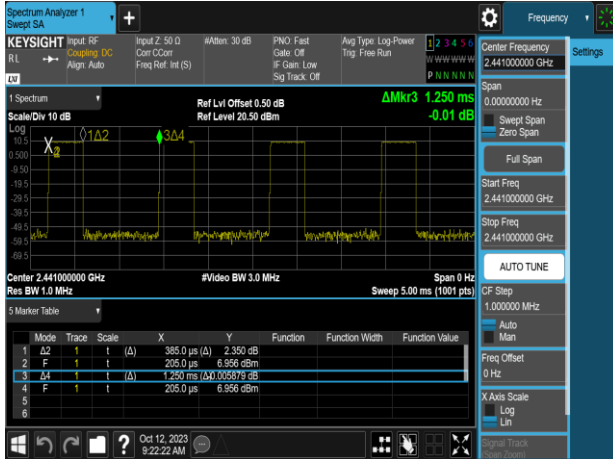 Spectrum Analyzer 1
Swept SA
Frequency
KEYSIGHT
Input: RF
Coupling: DC
Align: Auto
Input Z: 50 Ω
Corr CCorr
Freq Ref: Int (S)
#Atten: 30 dB
PNO: Fast
Gate: Off
IF Gain: Low
Sig Track: Off
Avg Type: Log-Power
Trig: Free Run
1 2 3 4 5 6
W W W W W W
P N N N N N
RL
LXI
1 Spectrum
Scale/Div 10 dB
Log
Ref Lvl Offset 0.50 dB
Ref Level 20.50 dBm
ΔMkr3 1.250 ms
-0.01 dB
10.5
0.500
-9.50
-19.5
-29.5
-39.5
-49.5
-59.5
-69.5
X2
1Δ2
3Δ4
Center 2.441000000 GHz
Res BW 1.0 MHz
#Video BW 3.0 MHz
Span 0 Hz
Sweep 5.00 ms (1001 pts)
5 Marker Table
Mode Trace Scale X Y Function Function Width Function Value
1 Δ2 1 t (Δ) 385.0 µs (Δ) 2.350 dB
2 F 1 t 205.0 µs 6.956 dBm
3 Δ4 1 t (Δ) 1.250 ms (Δ) 0.005879 dB
4 F 1 t 205.0 µs 6.956 dBm
5
6
Oct 12, 2023
9:22:22 AM
Center Frequency
2.441000000 GHz
Settings
Span
0.00000000 Hz
Swept Span
Zero Span
Full Span
Start Freq
2.441000000 GHz
Stop Freq
2.441000000 GHz
AUTO TUNE
CF Step
1.000000 MHz
Auto
Man
Freq Offset
0 Hz
X Axis Scale
Log
Lin
Signal Track
(Span Zoom)